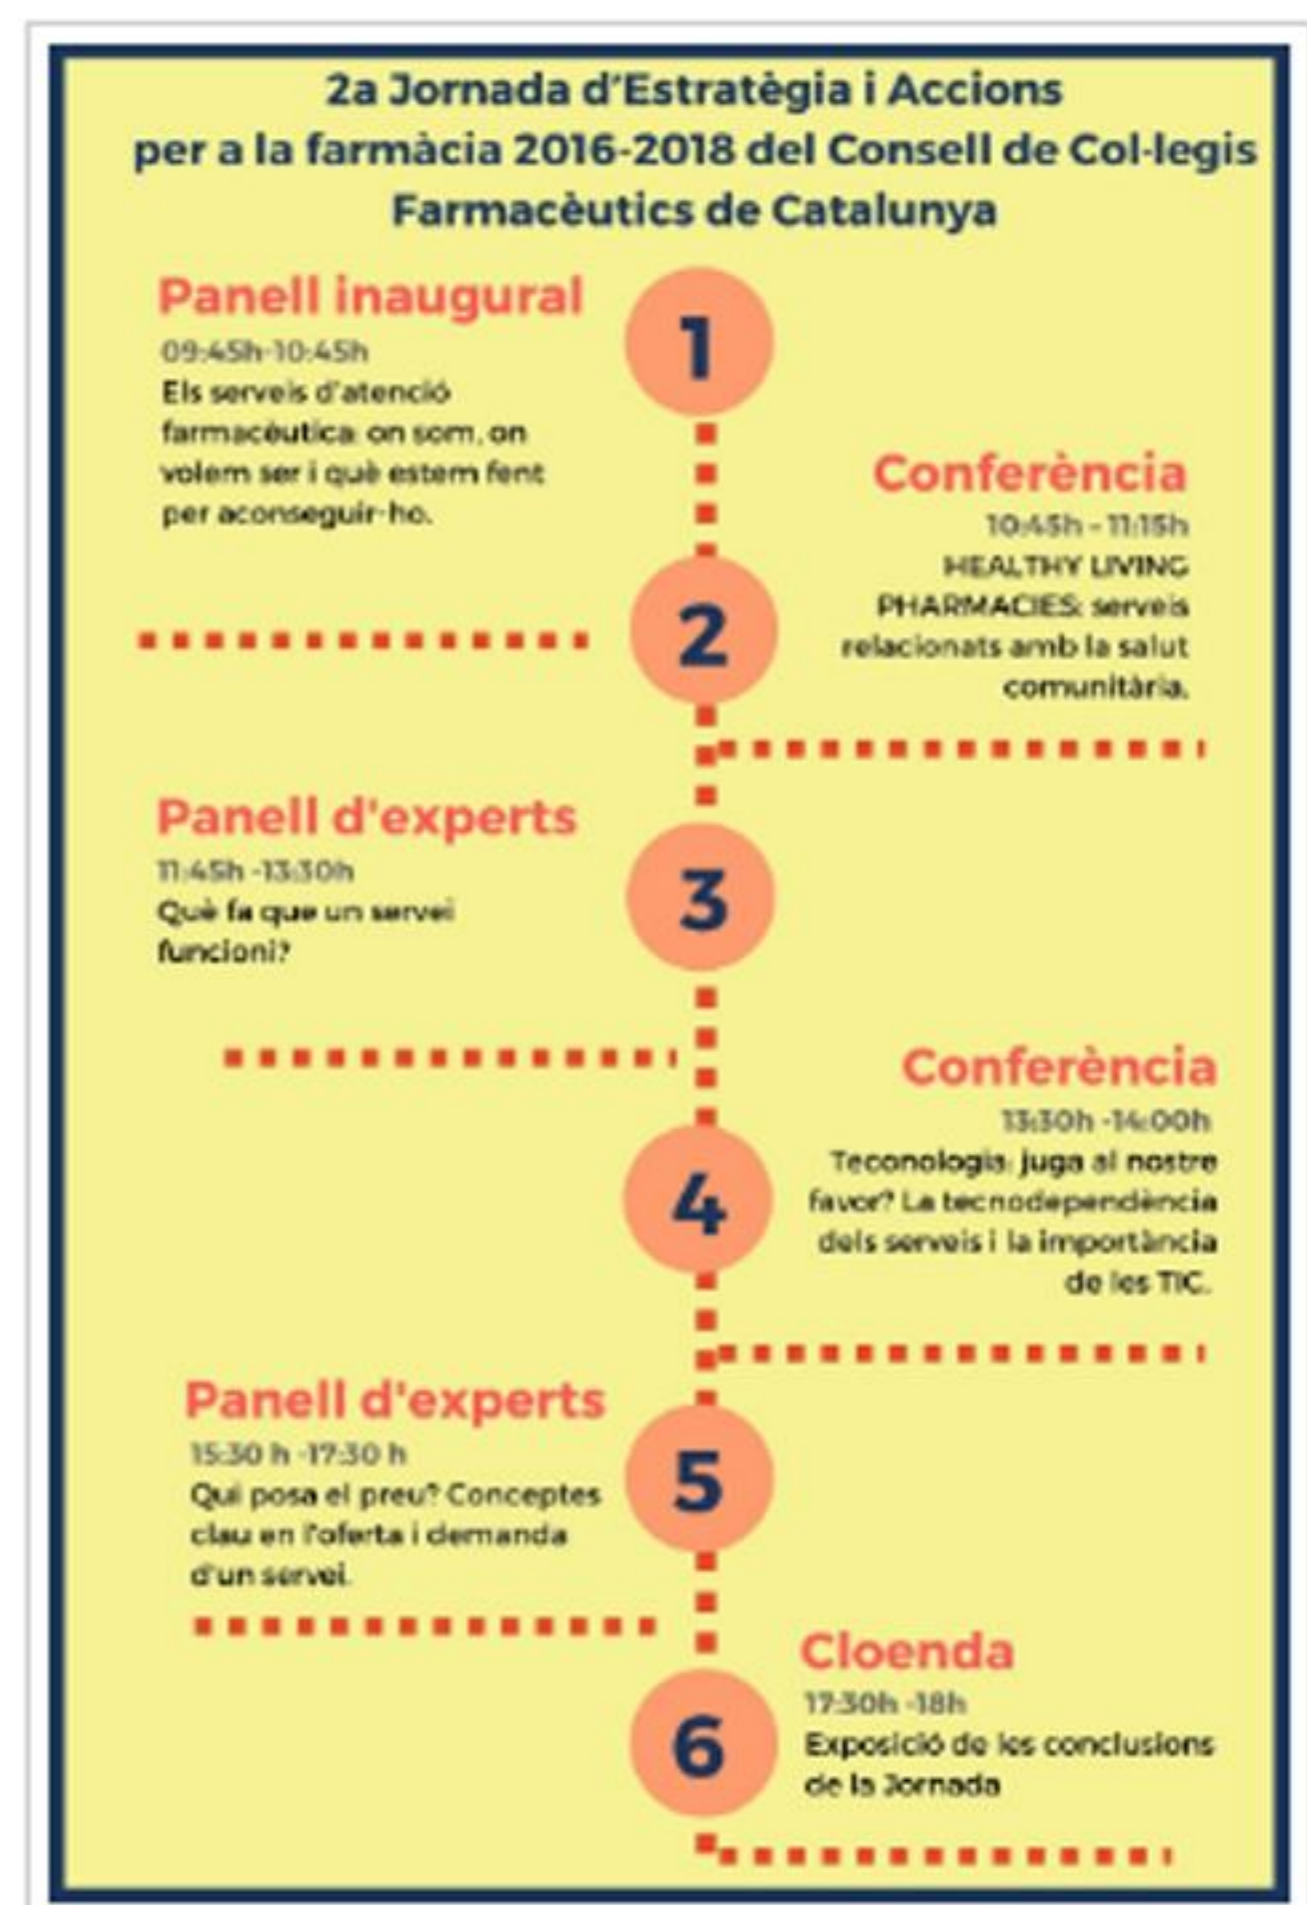 2a Jornada d'Estratègia i Accions
per a la farmàcia 2016-2018 del Consell de Col·legis
Farmacèutics de Catalunya
Panell inaugural
09:45h-10:45h
Els serveis d'atenció
farmacèutica: on som, on
volem ser i què estem fent
per aconseguir-ho.
1
Conferència
10:45h - 11:15h
HEALTHY LIVING
PHARMACIES: serveis
relacionats amb la salut
comunitària.
2
Panell d'experts
11:45h -13:30h
Què fa que un servei
funcioni?
3
Conferència
13:30h -14:00h
Teconologia: juga al nostre
favor? La tecnodependència
dels serveis i la importància
de les TIC.
4
Panell d'experts
15:30 h -17:30 h
Qui posa el preu? Conceptes
clau en l'oferta i demanda
d'un servei.
5
Cloenda
17:30h -18h
Exposició de les conclusions
de la Jornada
6